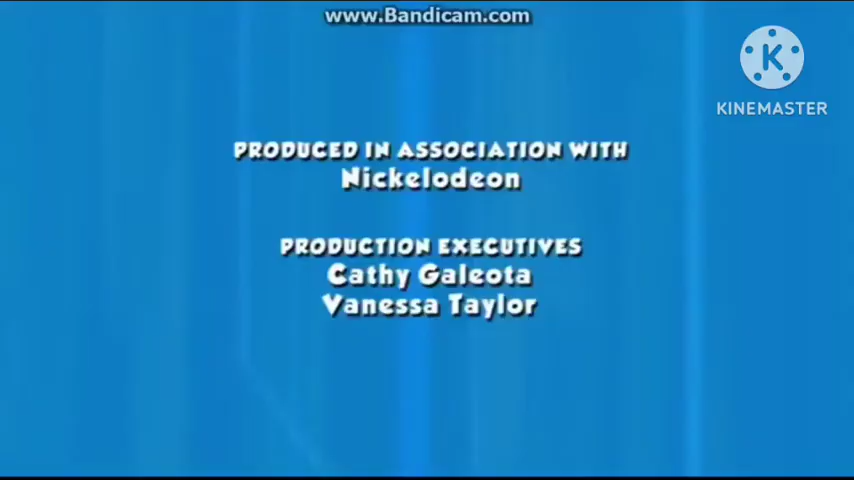 www.Bandicam.com
KINEMASTER
PRODUCED IN ASSOCIATION WITH
Nickelodeon
PRODUCTION EXECUTIVES
Cathy Galeota
Vanessa Taylor